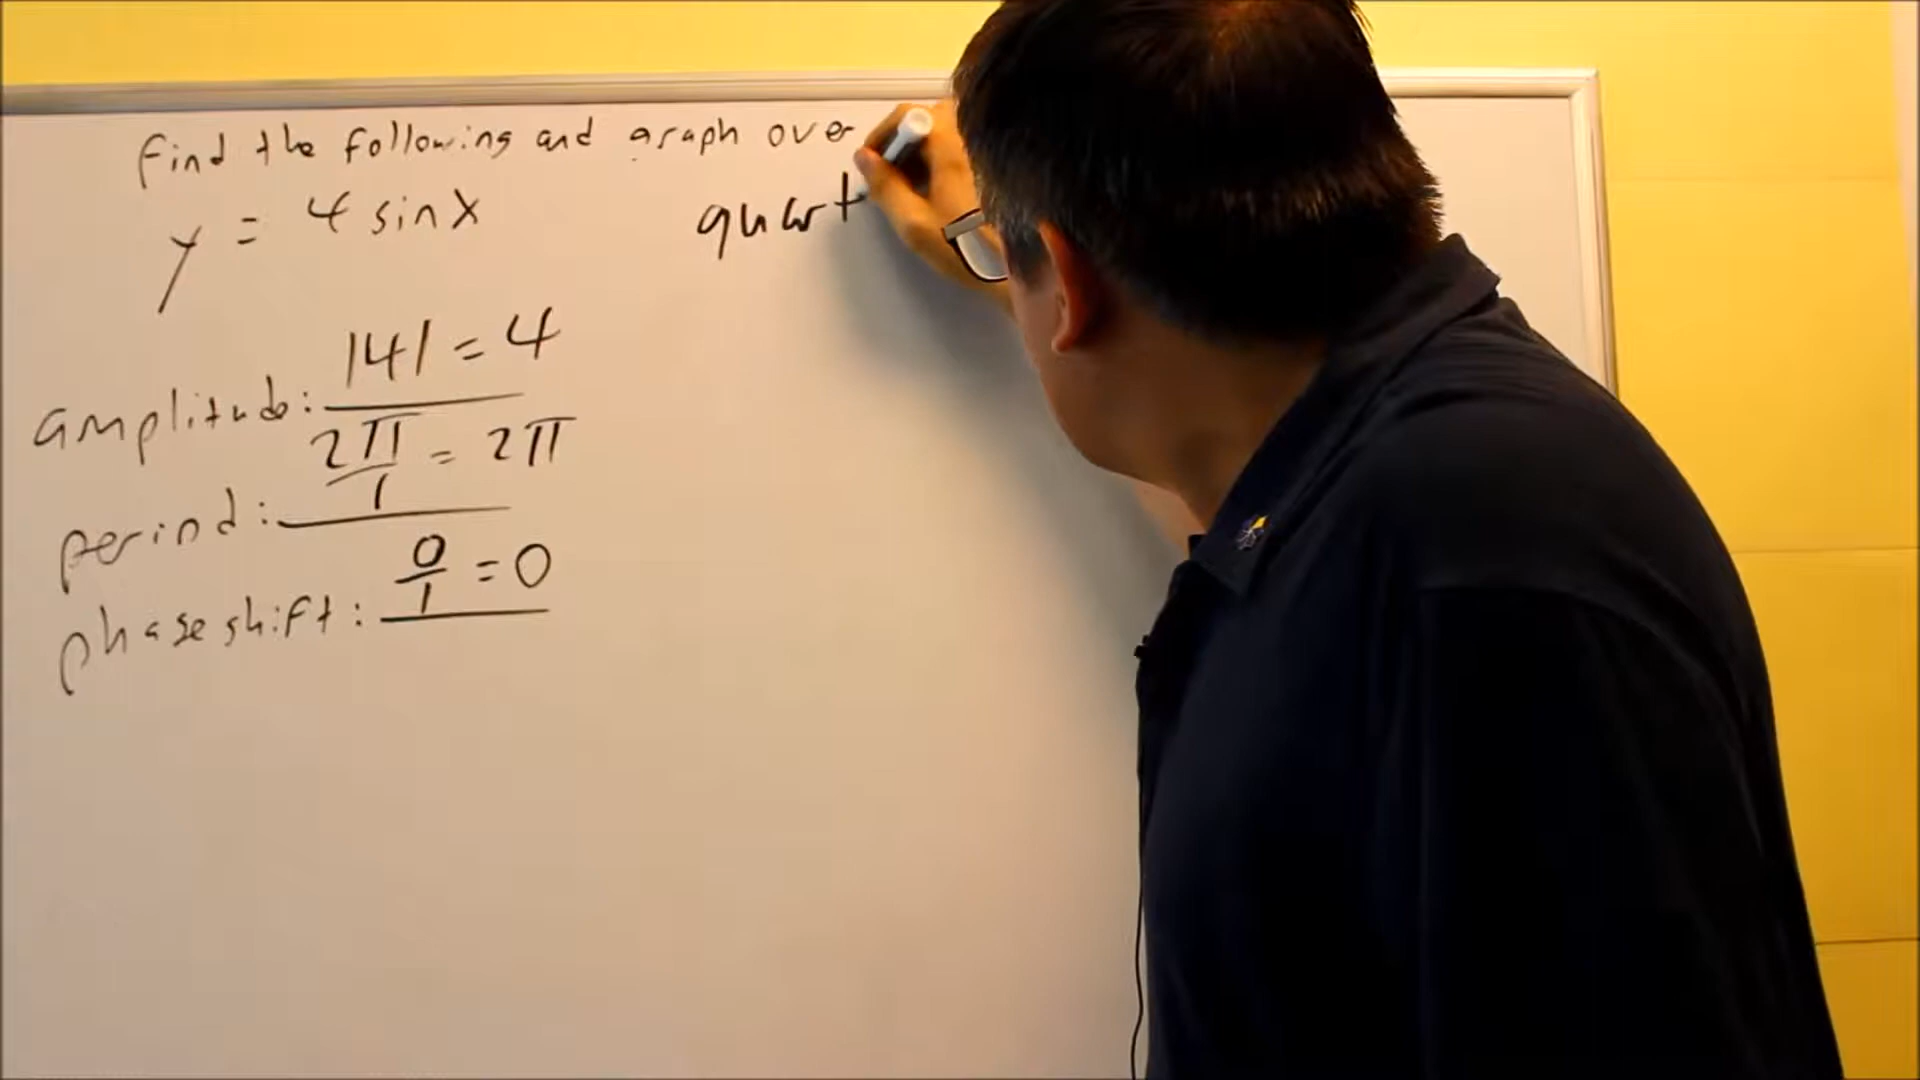 Find the following and graph over
y = 4 sin x
quart
amplitude: |4| = 4
period: 2π/1 = 2π
phase shift: 0/1 = 0